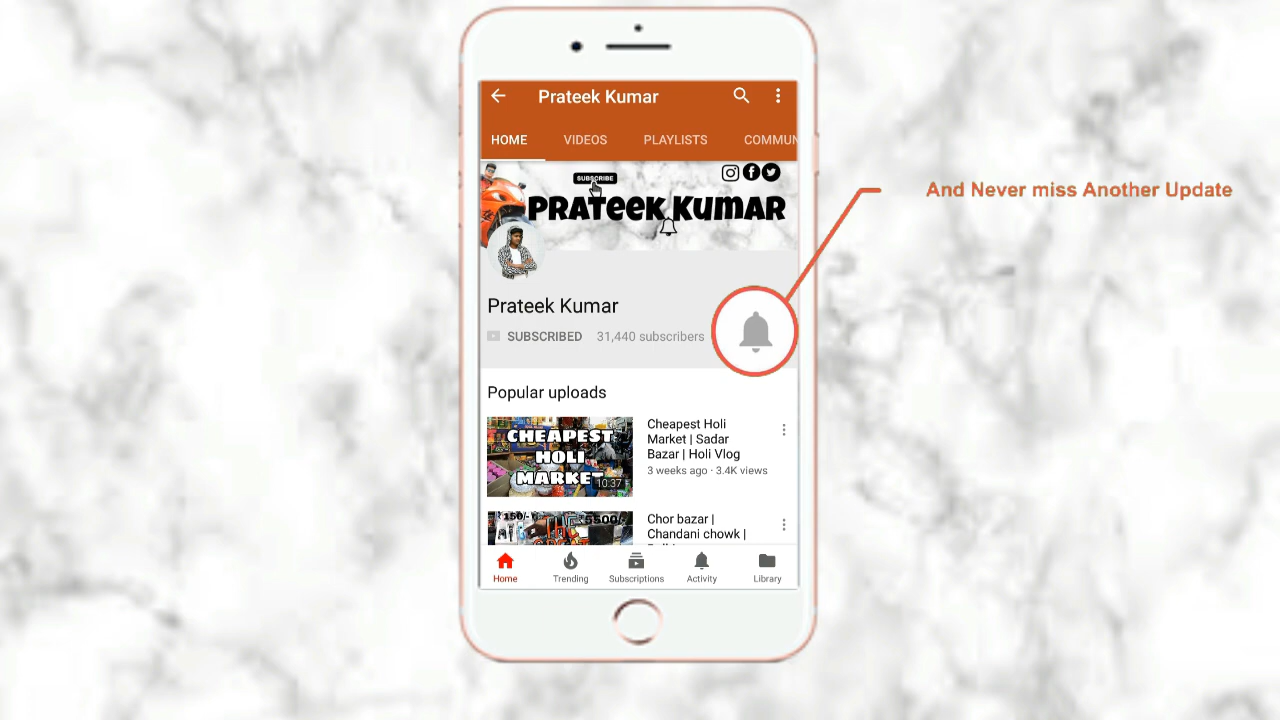 Prateek Kumar
HOME VIDEOS PLAYLISTS COMMUN
SUBSCRIBE
PRATEEK KUMAR
And Never miss Another Update
Prateek Kumar
SUBSCRIBED 31,440 subscribers
Popular uploads
CHEAPEST
HOLI
MARKET
10:37
Cheapest Holi
Market | Sadar
Bazar | Holi Vlog
3 weeks ago · 3.4K views
150/-
5500/-
Chor bazar |
Chandani chowk |
Home Trending Subscriptions Activity Library